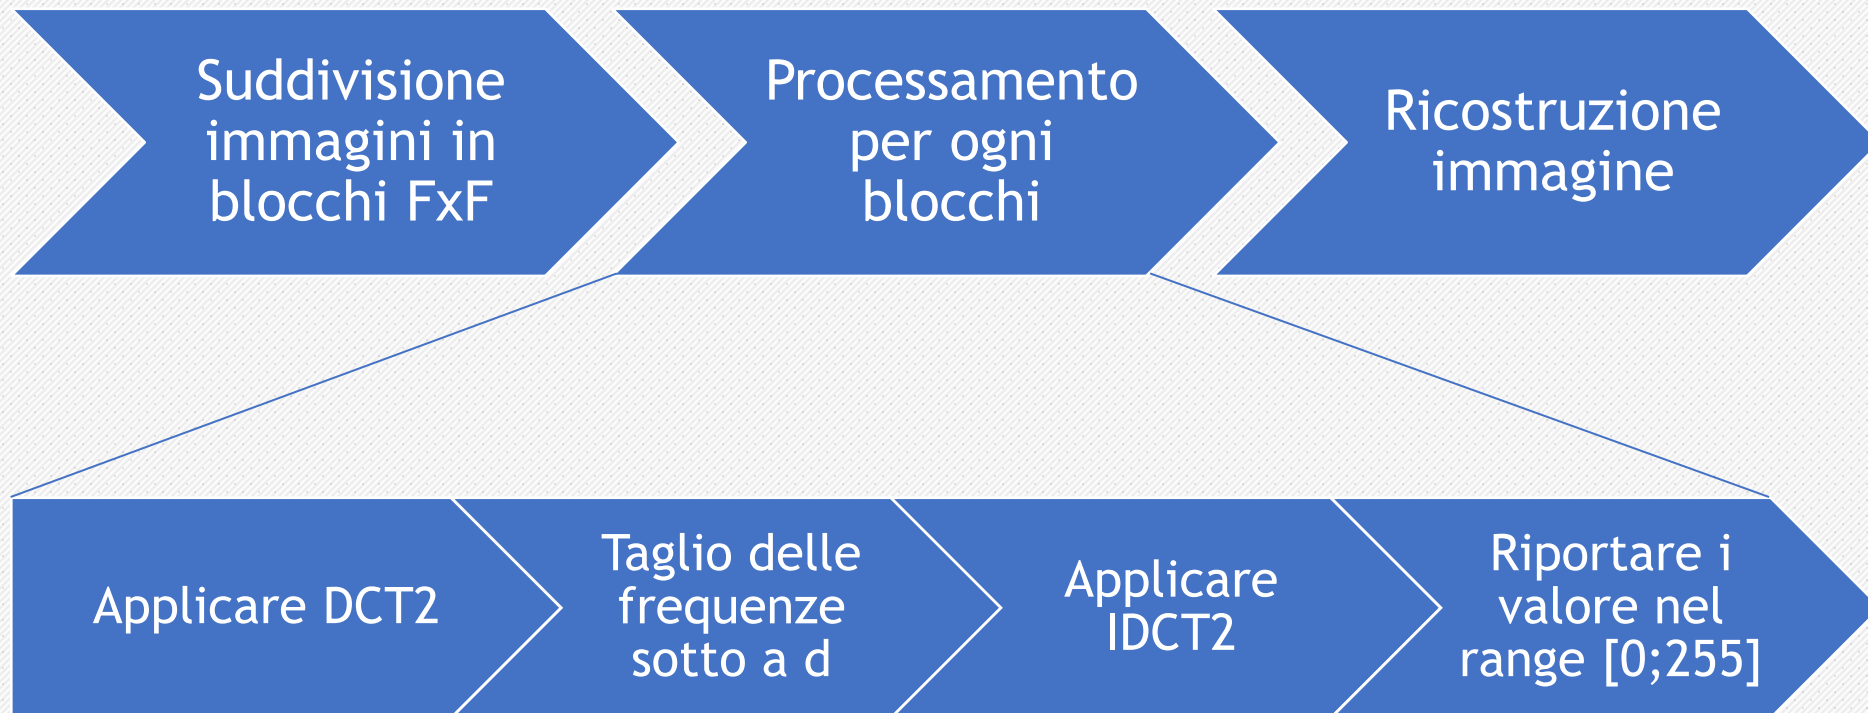 Suddivisione
immagini in
blocchi FxF
Processamento
per ogni
blocchi
Ricostruzione
immagine
Applicare DCT2
Taglio delle
frequenze
sotto a d
Applicare
IDCT2
Riportare i
valore nel
range [0;255]